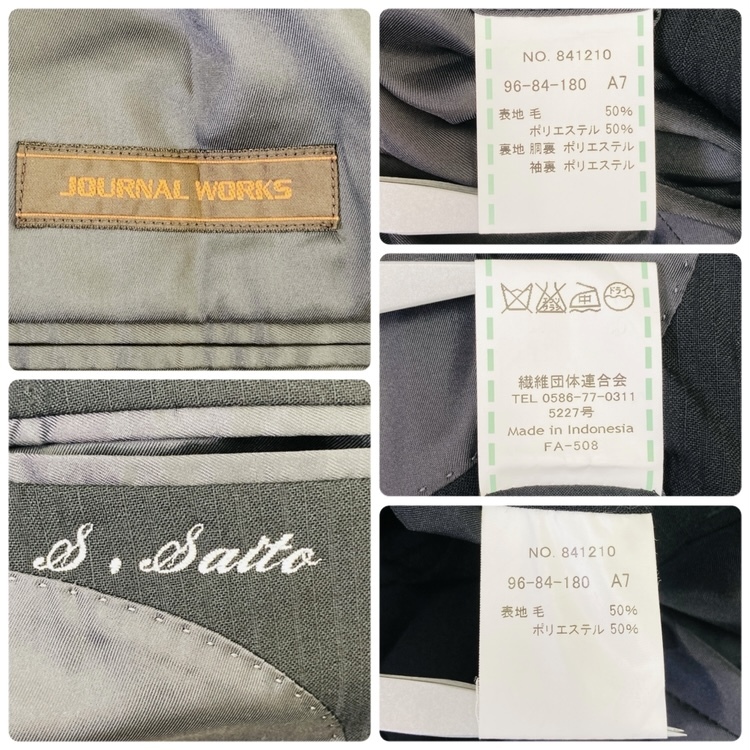 JOURNAL WORKS
S. Saito
NO. 841210
96-84-180 A7
表地 毛 50%
ポリエステル 50%
裏地 胴裏 ポリエステル
袖裏 ポリエステル
中
ドライ
繊維団体連合会
TEL 0586-77-0311
5227号
Made in Indonesia
FA-508
NO. 841210
96-84-180 A7
表地 毛 50%
ポリエステル 50%